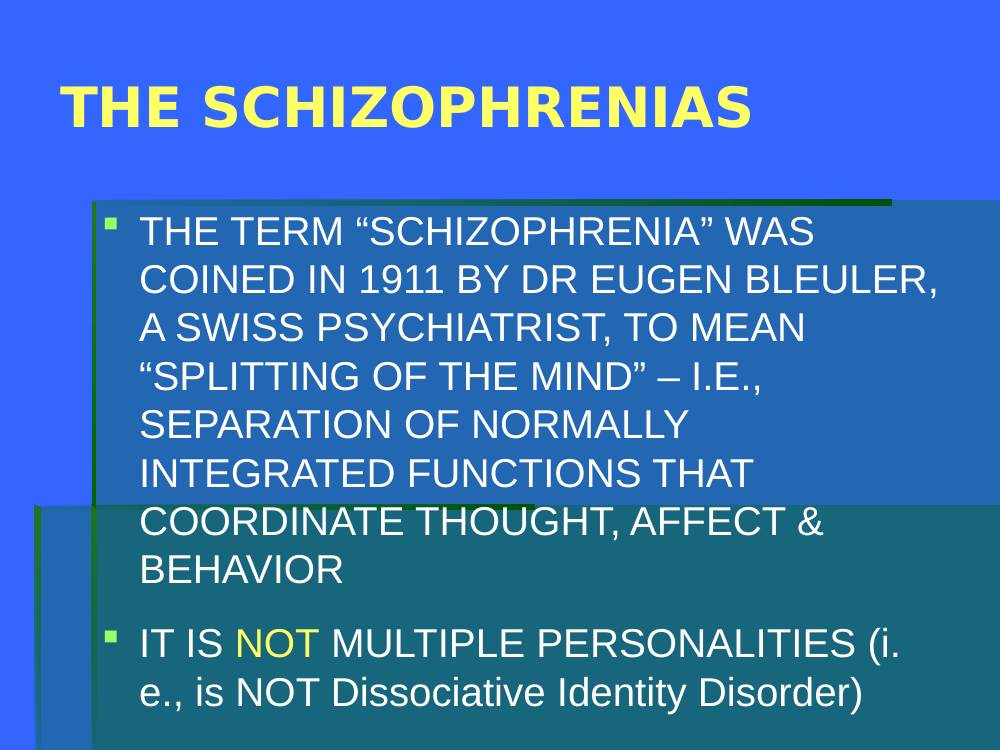 THE SCHIZOPHRENIAS
▪ THE TERM “SCHIZOPHRENIA” WAS
COINED IN 1911 BY DR EUGEN BLEULER,
A SWISS PSYCHIATRIST, TO MEAN
“SPLITTING OF THE MIND” – I.E.,
SEPARATION OF NORMALLY
INTEGRATED FUNCTIONS THAT
COORDINATE THOUGHT, AFFECT &
BEHAVIOR
▪ IT IS NOT MULTIPLE PERSONALITIES (i.
e., is NOT Dissociative Identity Disorder)